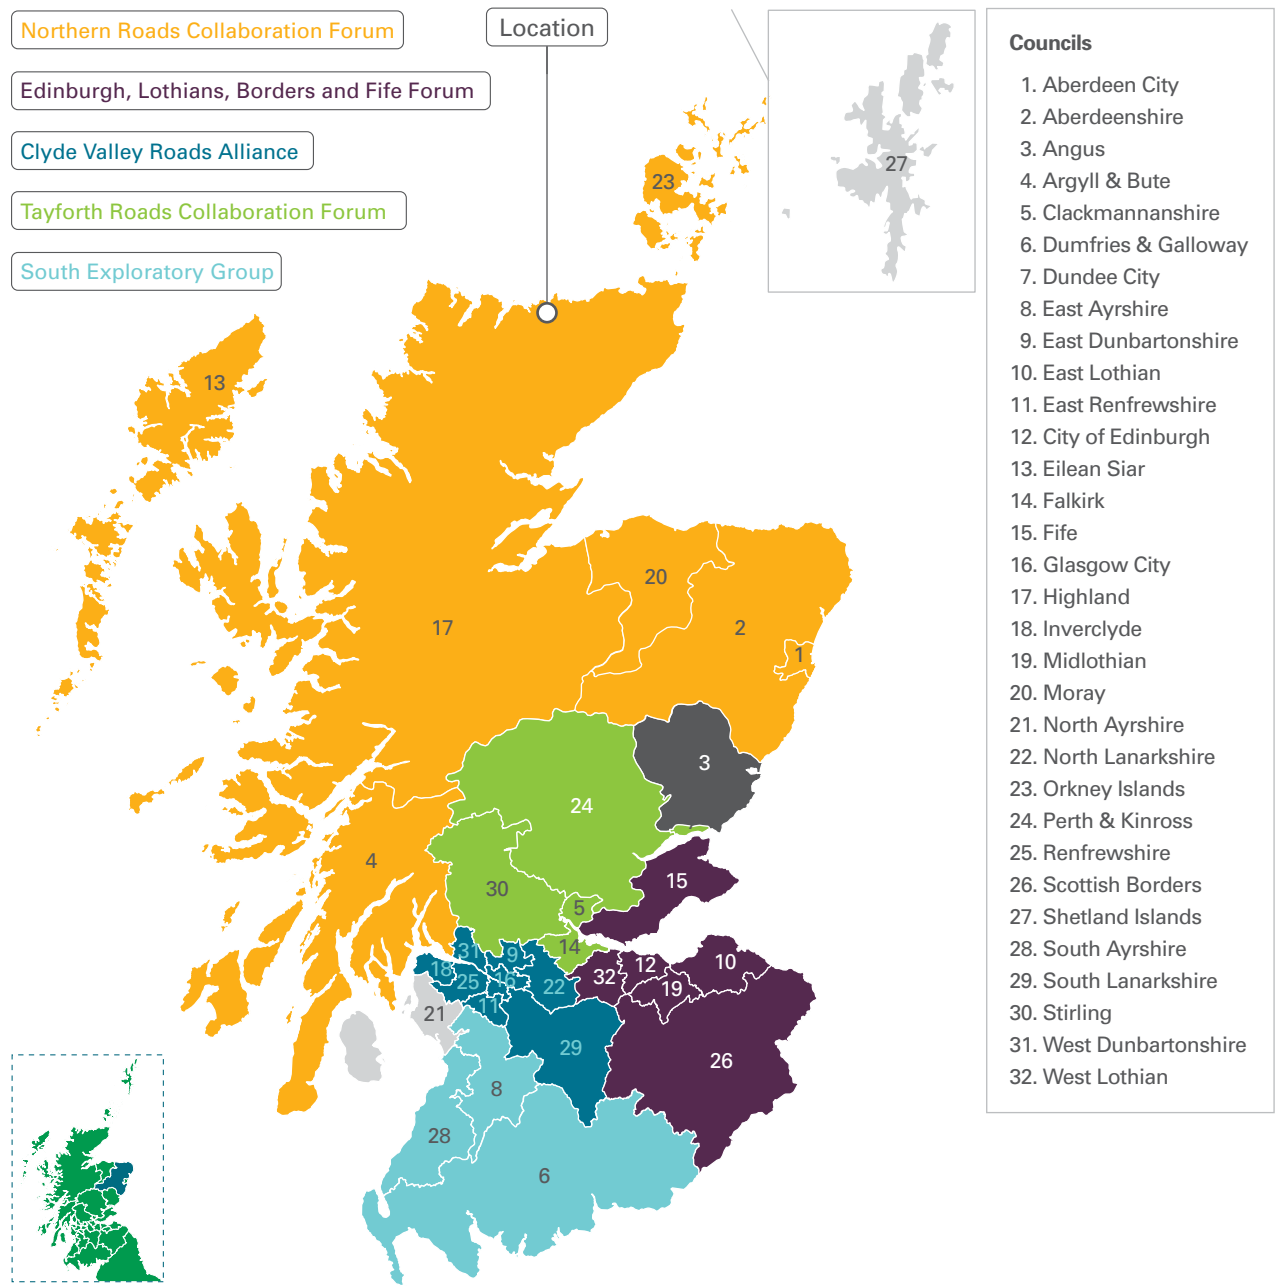 Northern Roads Collaboration Forum
Edinburgh, Lothians, Borders and Fife Forum
Clyde Valley Roads Alliance
Tayforth Roads Collaboration Forum
South Exploratory Group
Location
27
23
13
20
17
2
1
3
24
4
15
30
5
14
31
9
18
25
16
22
32
12
10
19
11
21
29
26
8
28
6
Councils
1. Aberdeen City
2. Aberdeenshire
3. Angus
4. Argyll & Bute
5. Clackmannanshire
6. Dumfries & Galloway
7. Dundee City
8. East Ayrshire
9. East Dunbartonshire
10. East Lothian
11. East Renfrewshire
12. City of Edinburgh
13. Eilean Siar
14. Falkirk
15. Fife
16. Glasgow City
17. Highland
18. Inverclyde
19. Midlothian
20. Moray
21. North Ayrshire
22. North Lanarkshire
23. Orkney Islands
24. Perth & Kinross
25. Renfrewshire
26. Scottish Borders
27. Shetland Islands
28. South Ayrshire
29. South Lanarkshire
30. Stirling
31. West Dunbartonshire
32. West Lothian